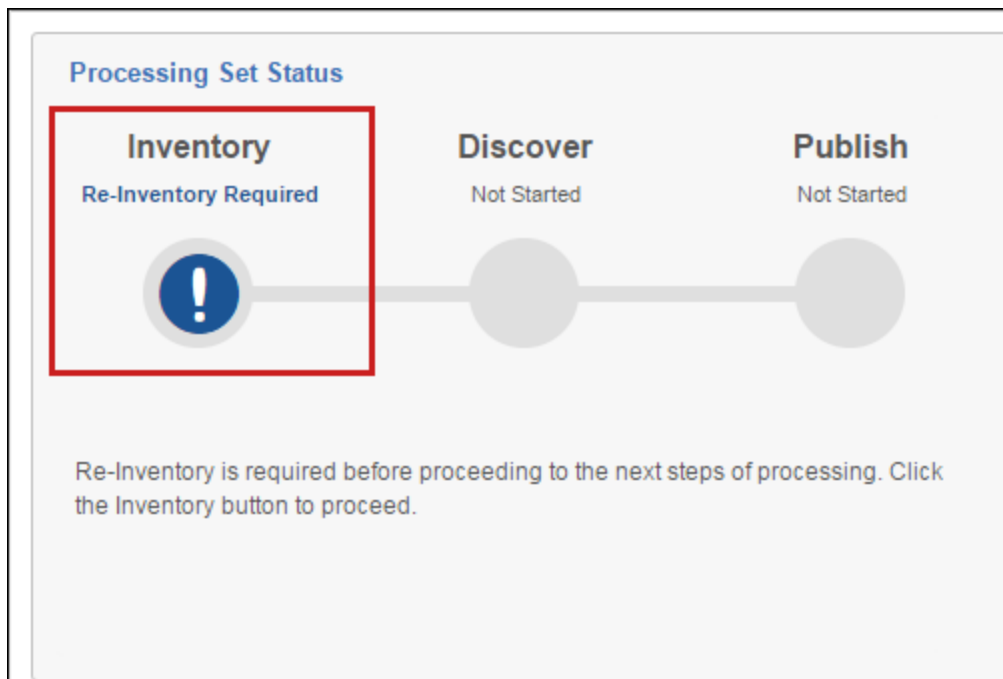 Processing Set Status
Inventory Discover Publish
Re-Inventory Required Not Started Not Started
!
Re-Inventory is required before proceeding to the next steps of processing. Click
the Inventory button to proceed.